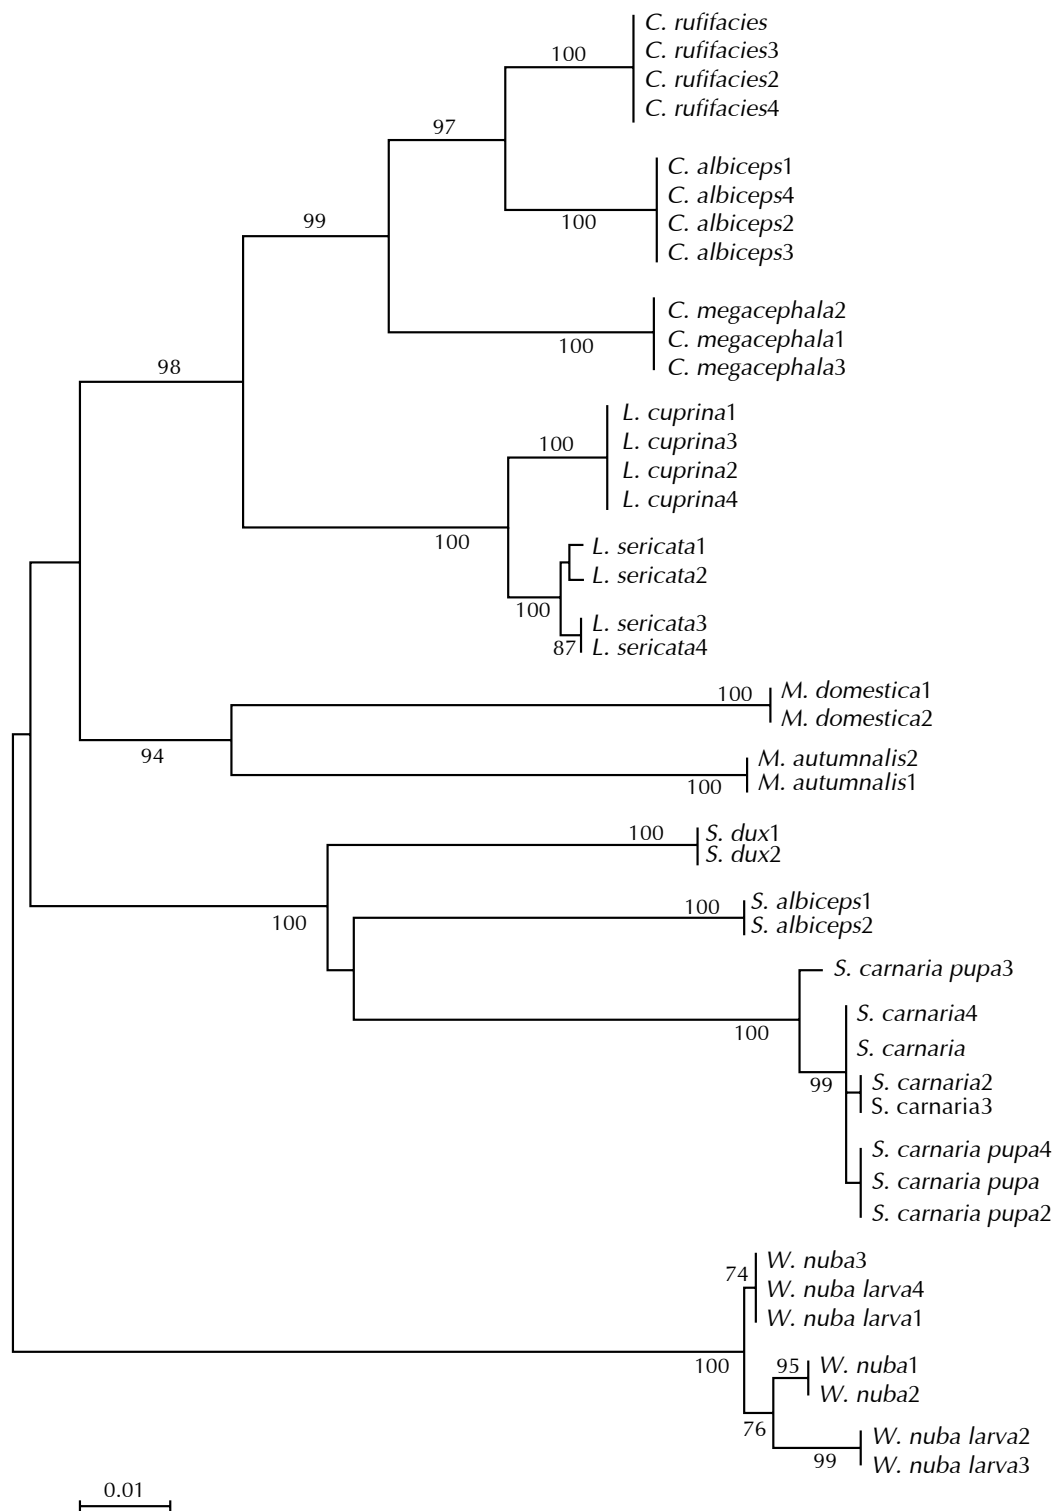 C. rufifacies
100
C. rufifacies3
C. rufifacies2
C. rufifacies4
97
C. albiceps1
C. albiceps4
99
100
C. albiceps2
C. albiceps3
C. megacephala2
C. megacephala1
100
C. megacephala3
98
L. cuprina1
100
L. cuprina3
L. cuprina2
L. cuprina4
100
L. sericata1
L. sericata2
100
L. sericata3
87
L. sericata4
100
M. domestica1
M. domestica2
94
M. autumnalis2
100
M. autumnalis1
100
S. dux1
S. dux2
100
100
S. albiceps1
S. albiceps2
S. carnaria pupa3
100
S. carnaria4
S. carnaria
99
S. carnaria2
S. carnaria3
S. carnaria pupa4
S. carnaria pupa
S. carnaria pupa2
74
W. nuba3
W. nuba larva4
W. nuba larva1
100
95
W. nuba1
W. nuba2
76
W. nuba larva2
99
W. nuba larva3
0.01